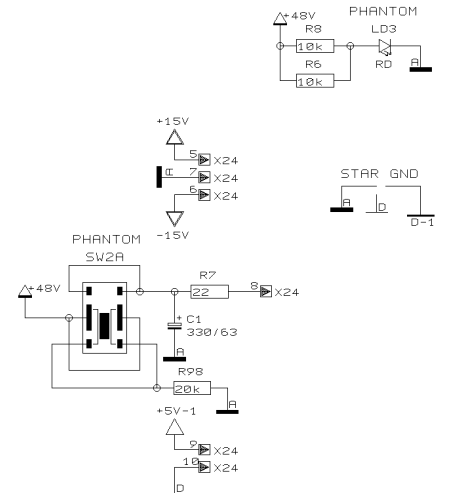 +48V
PHANTOM
R8
LD3
10k
R6
RD
A
10k
+15V
5 X24
A 7 X24
6 X24
-15V
STAR GND
A
D
D-1
PHANTOM
SW2A
+48V
R7
22
8 X24
+ C1
330/63
A
R98
20k
A
+5V-1
9 X24
10 X24
D